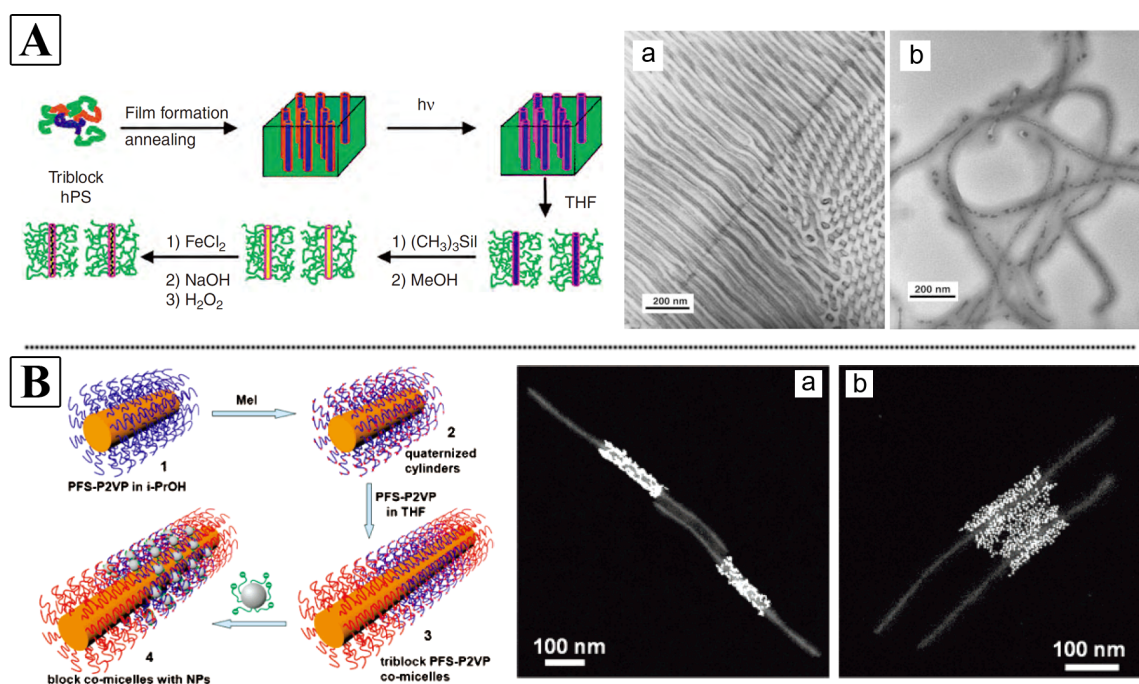 A
Film formation
annealing
hν
Triblock
hPS
THF
1) FeCl₂
2) NaOH
3) H₂O₂
1) (CH₃)₃SiI
2) MeOH
a
200 nm
b
200 nm
B
MeI
1
PFS-P2VP in i-PrOH
2
quaternized
cylinders
PFS-P2VP
in THF
4
block co-micelles with NPs
3
triblock PFS-P2VP
co-micelles
a
100 nm
b
100 nm